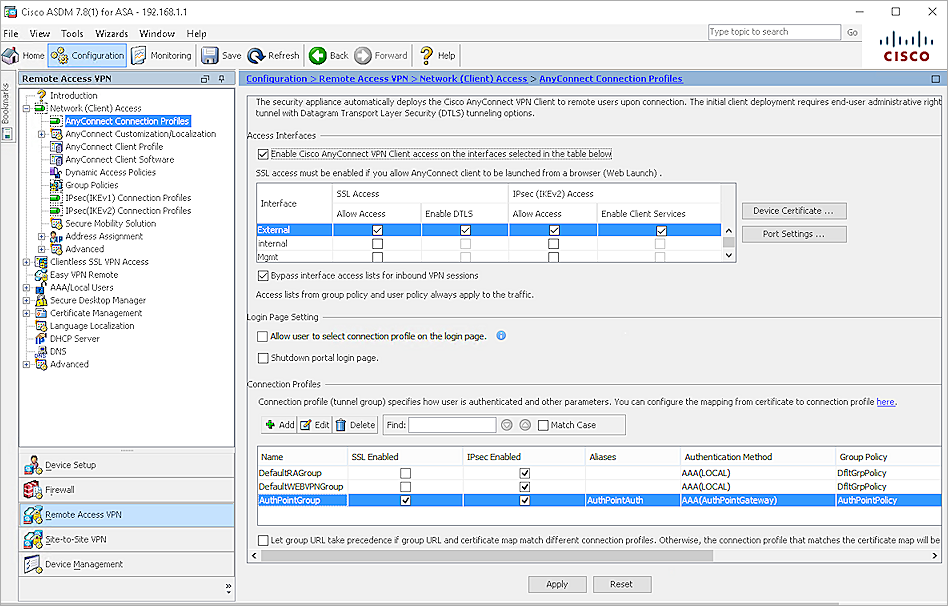 Cisco ASDM 7.8(1) for ASA - 192.168.1.1
File View Tools Wizards Window Help
Type topic to search Go
Home Configuration Monitoring Save Refresh Back Forward Help
CISCO
Bookmarks
Remote Access VPN
Introduction
Network (Client) Access
AnyConnect Connection Profiles
AnyConnect Customization/Localization
AnyConnect Client Profile
AnyConnect Client Software
Dynamic Access Policies
Group Policies
IPsec(IKEv1) Connection Profiles
IPsec(IKEv2) Connection Profiles
Secure Mobility Solution
Address Assignment
Advanced
Clientless SSL VPN Access
Easy VPN Remote
AAA/Local Users
Secure Desktop Manager
Certificate Management
Language Localization
DHCP Server
DNS
Advanced
Device Setup
Firewall
Remote Access VPN
Site-to-Site VPN
Device Management
Configuration > Remote Access VPN > Network (Client) Access > AnyConnect Connection Profiles
The security appliance automatically deploys the Cisco AnyConnect VPN Client to remote users upon connection. The initial client deployment requires end-user administrative right
tunnel with Datagram Transport Layer Security (DTLS) tunneling options.
Access Interfaces
Enable Cisco AnyConnect VPN Client access on the interfaces selected in the table below
SSL access must be enabled if you allow AnyConnect client to be launched from a browser (Web Launch) .
Interface SSL Access IPsec (IKEv2) Access
Allow Access Enable DTLS Allow Access Enable Client Services
External
internal
Mgmt
Device Certificate ...
Port Settings ...
Bypass interface access lists for inbound VPN sessions
Access lists from group policy and user policy always apply to the traffic.
Login Page Setting
Allow user to select connection profile on the login page.
Shutdown portal login page.
Connection Profiles
Connection profile (tunnel group) specifies how user is authenticated and other parameters. You can configure the mapping from certificate to connection profile here.
Add Edit Delete Find: Match Case
Name SSL Enabled IPsec Enabled Aliases Authentication Method Group Policy
DefaultRAGroup AAA(LOCAL) DfltGrpPolicy
DefaultWEBVPNGroup AAA(LOCAL) DfltGrpPolicy
AuthPointGroup AuthPointAuth AAA(AuthPointGateway) AuthPointPolicy
Let group URL take precedence if group URL and certificate map match different connection profiles. Otherwise, the connection profile that matches the certificate map will be
Apply Reset